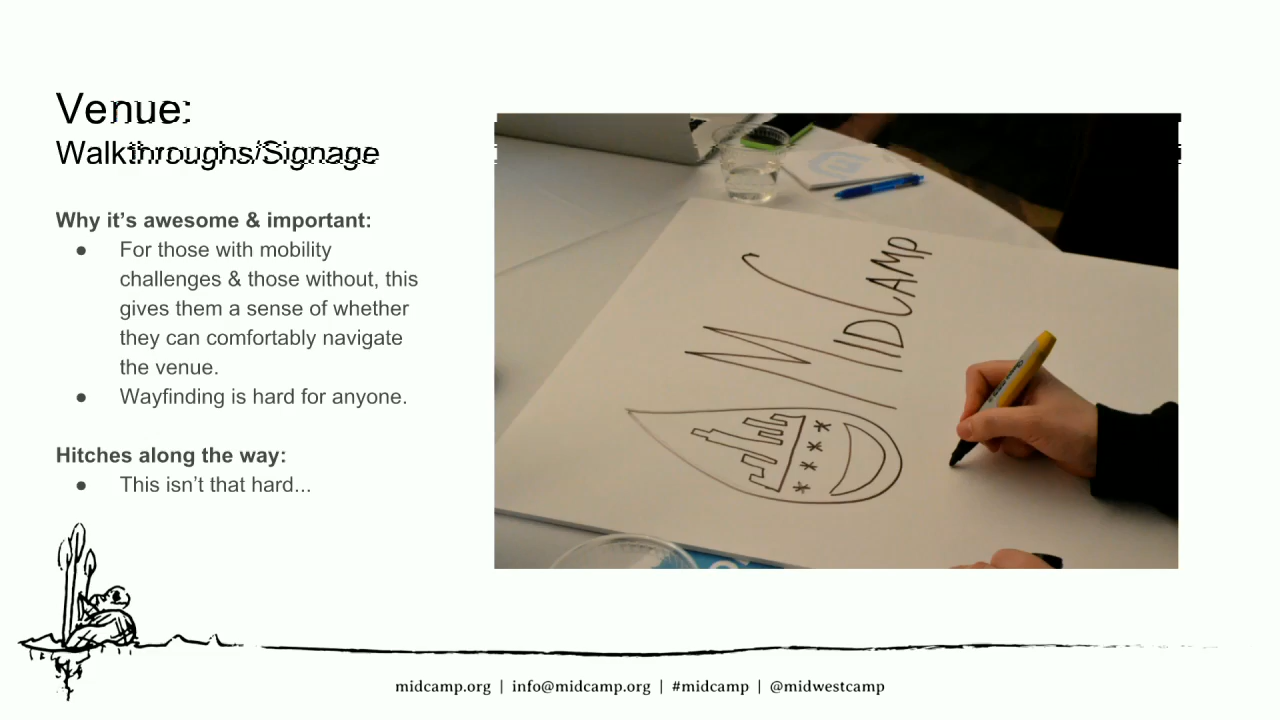 Venue:
Walkthroughs/Signage
Why it’s awesome & important:
● For those with mobility
challenges & those without, this
gives them a sense of whether
they can comfortably navigate
the venue.
● Wayfinding is hard for anyone.
Hitches along the way:
● This isn’t that hard...
MIDCAMP
midcamp.org | info@midcamp.org | #midcamp | @midwestcamp